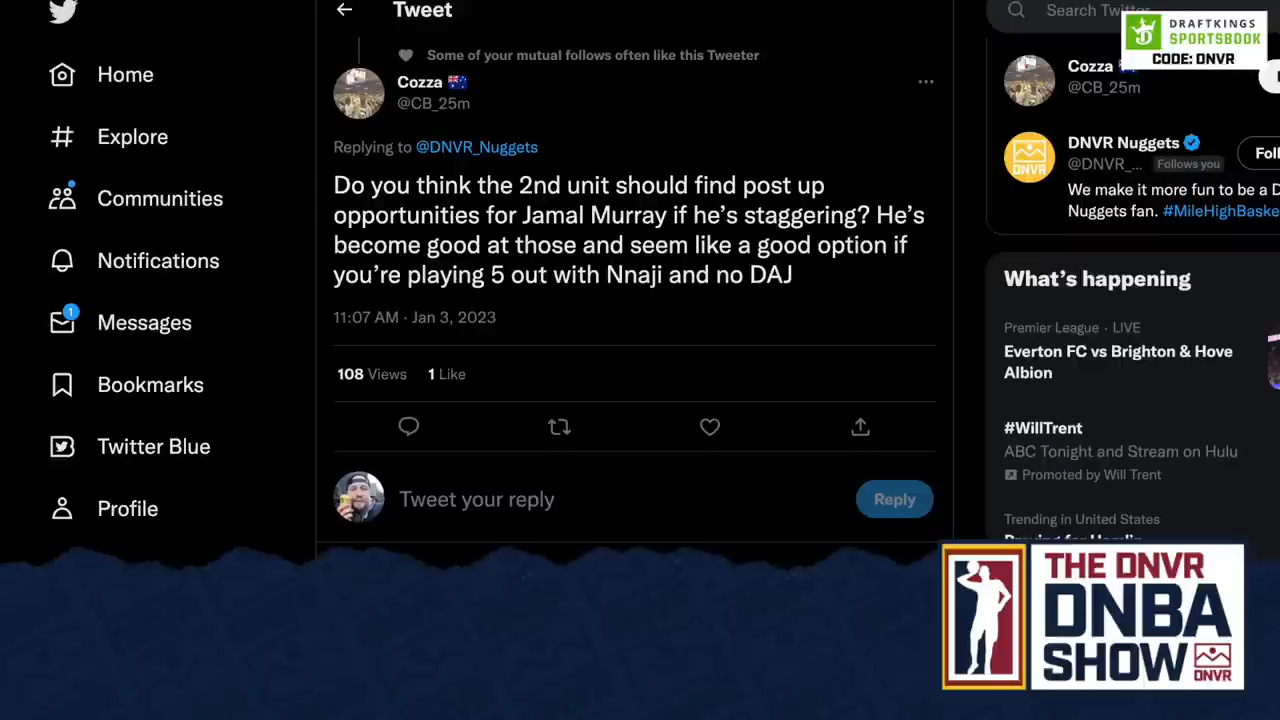 Home
Explore
Communities
Notifications
1
Messages
Bookmarks
Twitter Blue
Profile
Tweet
Some of your mutual follows often like this Tweeter
Cozza
@CB_25m
Replying to @DNVR_Nuggets
Do you think the 2nd unit should find post up
opportunities for Jamal Murray if he's staggering? He's
become good at those and seem like a good option if
you're playing 5 out with Nnaji and no DAJ
11:07 AM · Jan 3, 2023
108 Views 1 Like
Tweet your reply
Reply
Search Twitter
DRAFTKINGS
SPORTSBOOK
CODE: DNVR
Cozza
@CB_25m
DNVR
DNVR Nuggets
@DNVR_... Follows you
Foll
We make it more fun to be a D
Nuggets fan. #MileHighBaske
What's happening
Premier League · LIVE
Everton FC vs Brighton & Hove
Albion
#WillTrent
ABC Tonight and Stream on Hulu
Promoted by Will Trent
Trending in United States
THE DNVR
DNBA
SHOW
DNVR